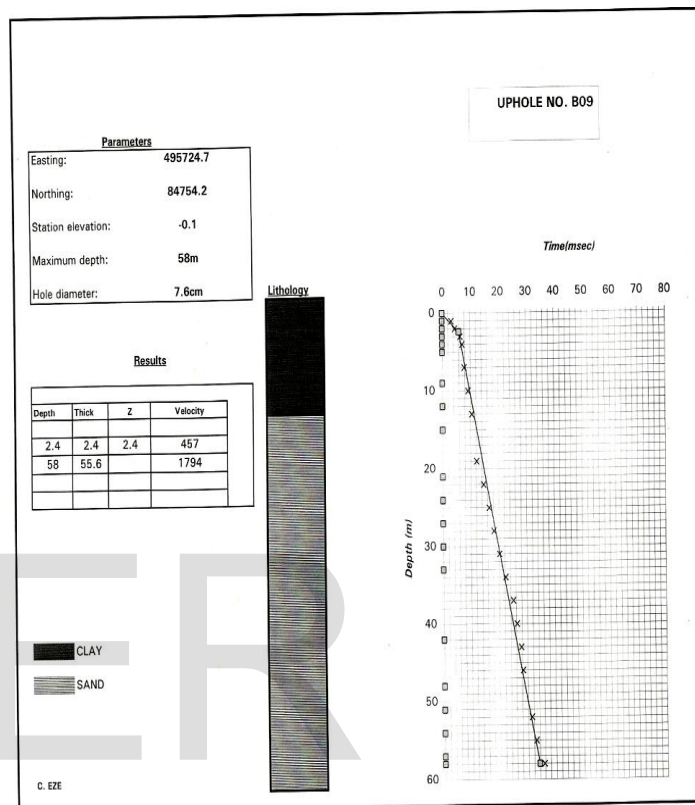 UPHOLE NO. B09
Parameters
Easting: 495724.7
Northing: 84754.2
Station elevation: -0.1
Maximum depth: 58m
Hole diameter: 7.6cm
Lithology
Results
Depth Thick Z Velocity
2.4 2.4 2.4 457
58 55.6 1794
CLAY
SAND
C. EZE
Time(msec)
0 10 20 30 40 50 60 70 80
Depth (m)
0
10
20
30
40
50
60
ER